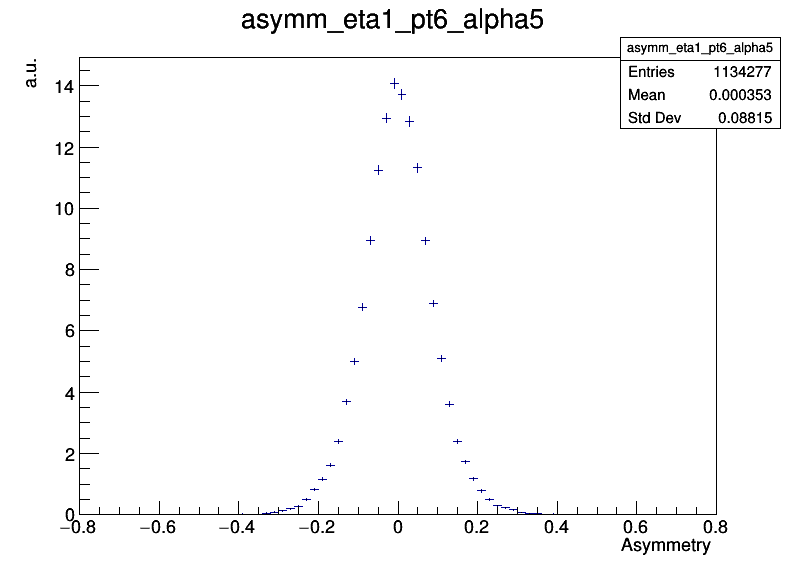 asymm_eta1_pt6_alpha5
asymm_eta1_pt6_alpha5
Entries 1134277
Mean 0.000353
Std Dev 0.08815
a.u.
14
12
10
8
6
4
2
0
−0.8 −0.6 −0.4 −0.2 0 0.2 0.4 0.6 0.8
Asymmetry